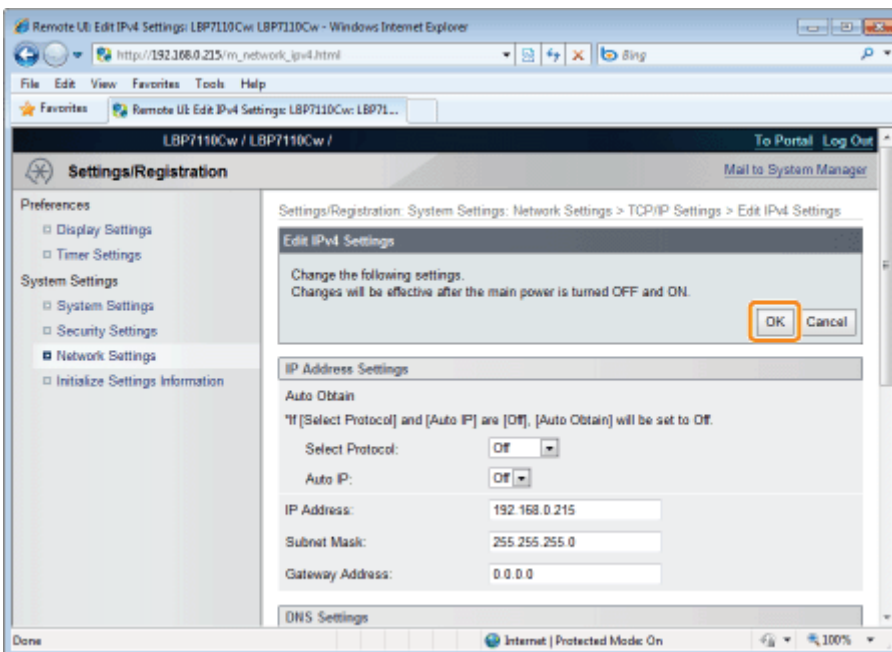 Remote UI: Edit IPv4 Settings: LBP7110Cw: LBP7110Cw - Windows Internet Explorer
http://192.168.0.215/m_network_ipv4.html
Bing
File Edit View Favorites Tools Help
Favorites Remote UI: Edit IPv4 Settings: LBP7110Cw: LBP71...
LBP7110Cw / LBP7110Cw /
To Portal Log Out
Settings/Registration
Mail to System Manager
Preferences
Display Settings
Timer Settings
System Settings
System Settings
Security Settings
Network Settings
Initialize Settings Information
Settings/Registration: System Settings: Network Settings > TCP/IP Settings > Edit IPv4 Settings
Edit IPv4 Settings
Change the following settings.
Changes will be effective after the main power is turned OFF and ON.
OK Cancel
IP Address Settings
Auto Obtain
*If [Select Protocol] and [Auto IP] are [Off], [Auto Obtain] will be set to Off.
Select Protocol: Off
Auto IP: Off
IP Address: 192.168.0.215
Subnet Mask: 255.255.255.0
Gateway Address: 0.0.0.0
DNS Settings
Done
Internet | Protected Mode: On
100%